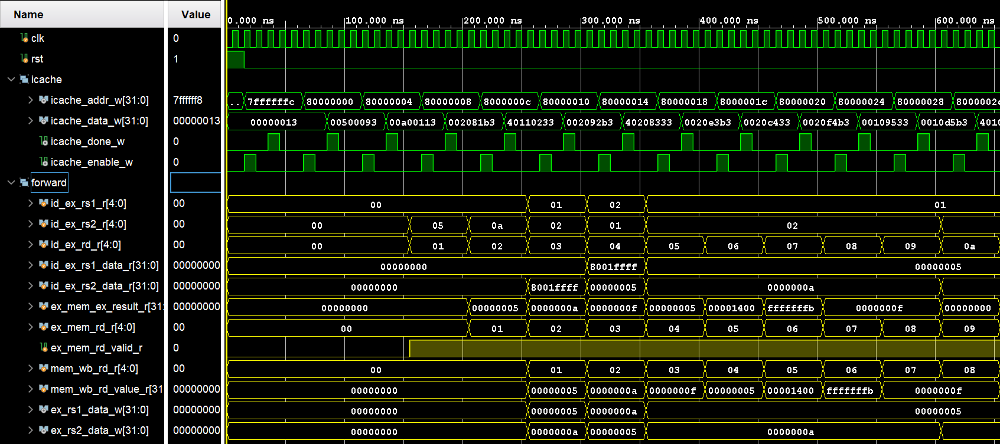 Name Value 0.000 ns 100.000 ns 200.000 ns 300.000 ns 400.000 ns 500.000 ns 600.000 ns
clk 0
rst 1
icache
icache_addr_w[31:0] 7ffffff8 .. 7ffffffc 80000000 80000004 80000008 8000000c 80000010 80000014 80000018 8000001c 80000020 80000024 80000028 8000002c
icache_data_w[31:0] 00000013 00000013 00500093 00a00113 002081b3 40110233 002092b3 40208333 0020e3b3 0020c433 0020f4b3 00109533 0010d5b3 4010
icache_done_w 0
icache_enable_w 0
forward
id_ex_rs1_r[4:0] 00 00 01 02 01
id_ex_rs2_r[4:0] 00 00 05 0a 02 01 02
id_ex_rd_r[4:0] 00 00 01 02 03 04 05 06 07 08 09 0a
id_ex_rs1_data_r[31:0] 00000000 00000000 8001ffff 00000005
id_ex_rs2_data_r[31:0] 00000000 00000000 8001ffff 00000005 0000000a
ex_mem_ex_result_r[31: 00000000 00000000 00000005 0000000a 0000000f 00000005 00001400 fffffffb 0000000f 00000000
ex_mem_rd_r[4:0] 00 00 01 02 03 04 05 06 07 08 09
ex_mem_rd_valid_r 0
mem_wb_rd_r[4:0] 00 00 01 02 03 04 05 06 07 08
mem_wb_rd_value_r[31 00000000 00000000 00000005 0000000a 0000000f 00000005 00001400 fffffffb 0000000f
ex_rs1_data_w[31:0] 00000000 00000000 00000005 0000000a 00000005
ex_rs2_data_w[31:0] 00000000 00000000 0000000a 00000005 0000000a